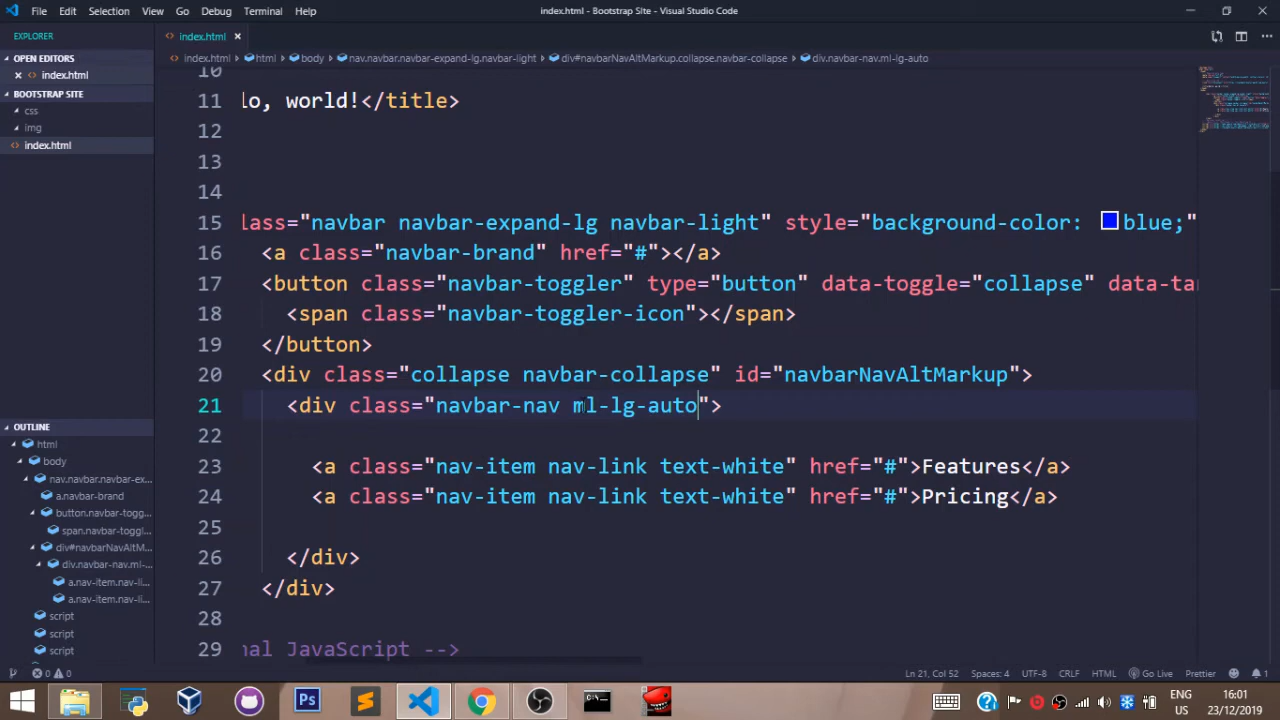 File Edit Selection View Go Debug Terminal Help
index.html - Bootstrap Site - Visual Studio Code
EXPLORER
OPEN EDITORS
index.html
BOOTSTRAP SITE
css
img
index.html
OUTLINE
html
body
nav.navbar.navbar-ex...
a.navbar-brand
button.navbar-togg...
span.navbar-toggl...
div#navbarNavAltM...
div.navbar-nav.ml-...
a.nav-item.nav-li...
a.nav-item.nav-li...
script
script
script
index.html
index.html html body nav.navbar.navbar-expand-lg.navbar-light div#navbarNavAltMarkup.collapse.navbar-collapse div.navbar-nav.ml-lg-auto
10
11 lo, world!</title>
12
13
14
15 lass="navbar navbar-expand-lg navbar-light" style="background-color: blue;"
16 <a class="navbar-brand" href="#"></a>
17 <button class="navbar-toggler" type="button" data-toggle="collapse" data-tar
18 <span class="navbar-toggler-icon"></span>
19 </button>
20 <div class="collapse navbar-collapse" id="navbarNavAltMarkup">
21 <div class="navbar-nav ml-lg-auto">
22
23 <a class="nav-item nav-link text-white" href="#">Features</a>
24 <a class="nav-item nav-link text-white" href="#">Pricing</a>
25
26 </div>
27 </div>
28
29 nal JavaScript -->
0 0
Ln 21, Col 52 Spaces: 4 UTF-8 CRLF HTML Go Live Prettier 1
Ps
ENG
US
16:01
23/12/2019